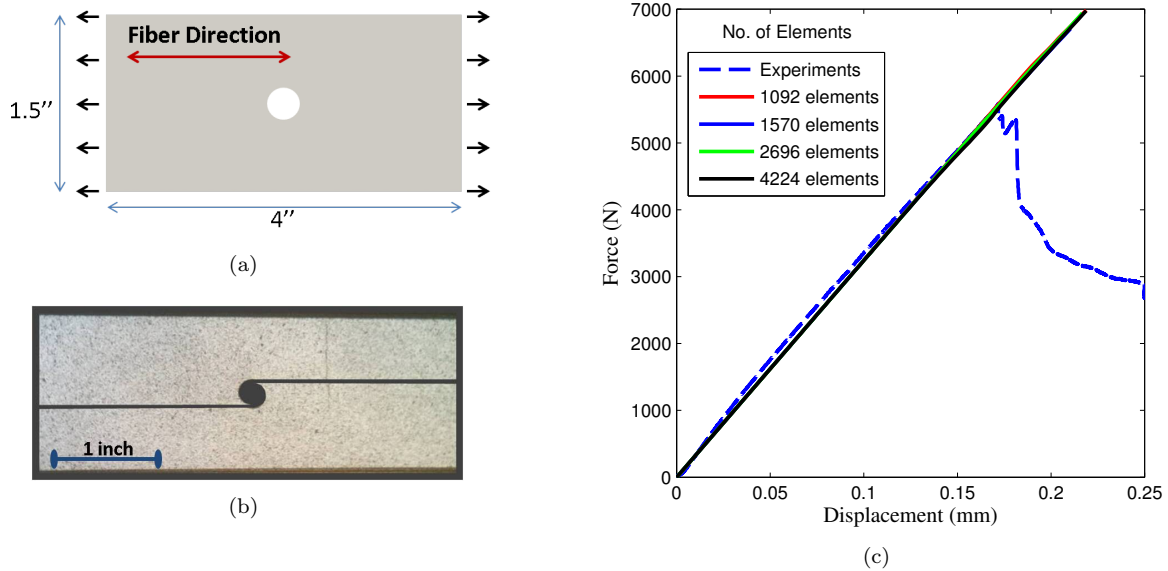 Fiber Direction
1.5’’
4’’
(a)
1 inch
(b)
No. of Elements
Experiments
1092 elements
1570 elements
2696 elements
4224 elements
7000
6000
5000
4000
3000
2000
1000
0
Force (N)
0 0.05 0.1 0.15 0.2 0.25
Displacement (mm)
(c)